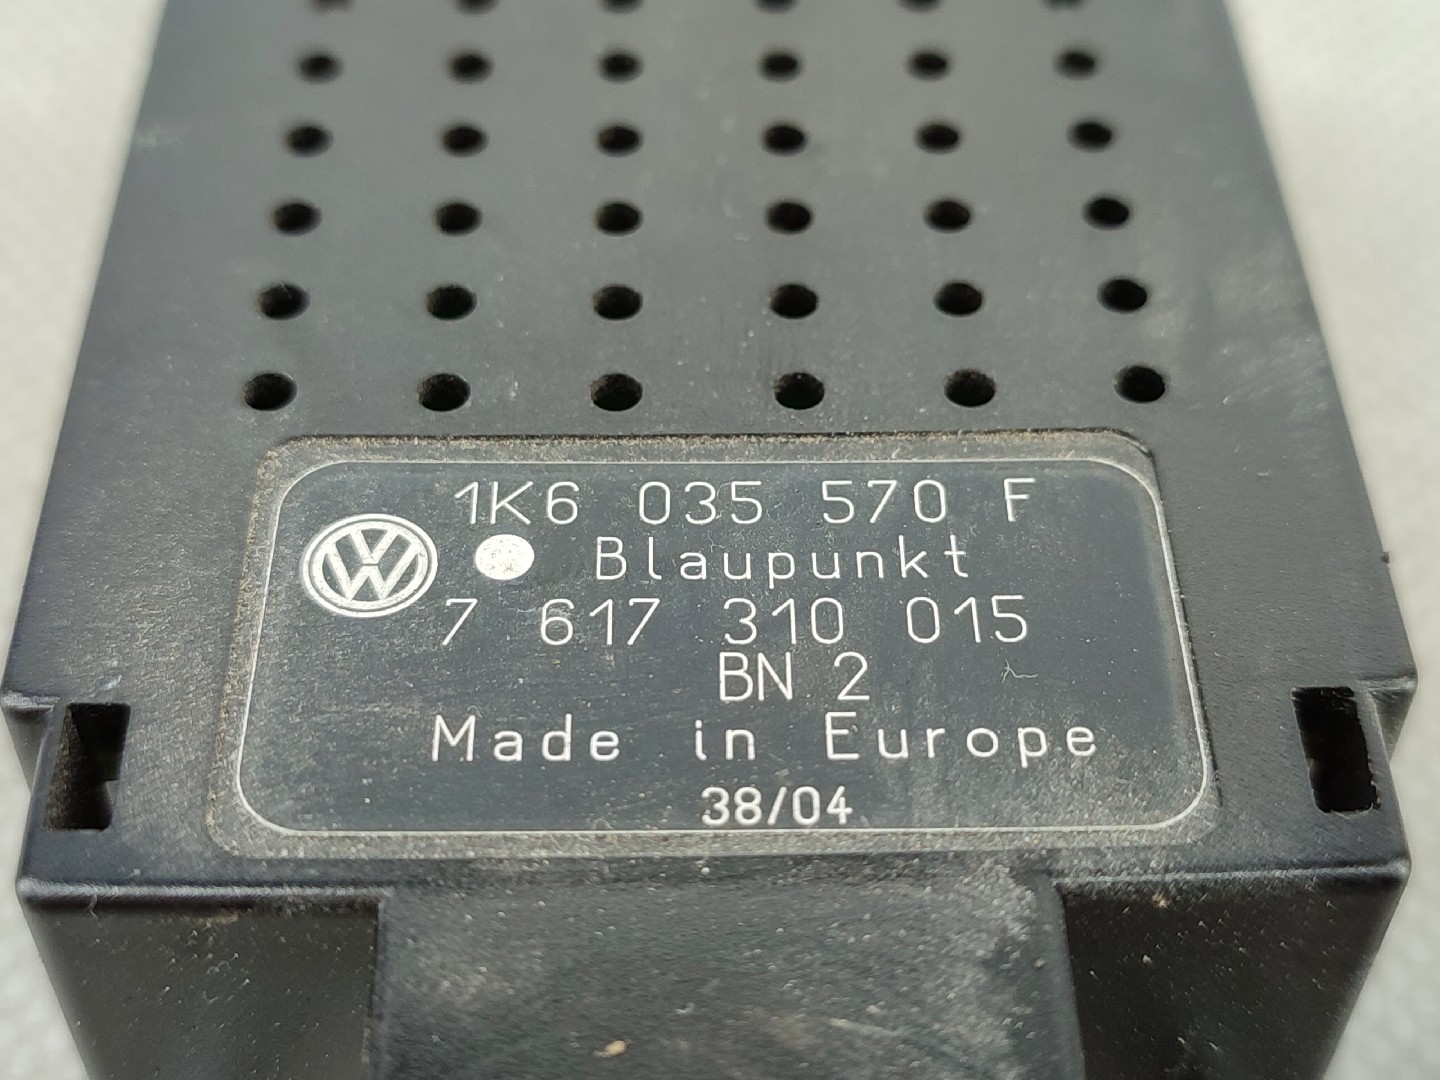 1K6 035 570 F
Blaupunkt
7 617 310 015
BN 2
Made in Europe
38/04